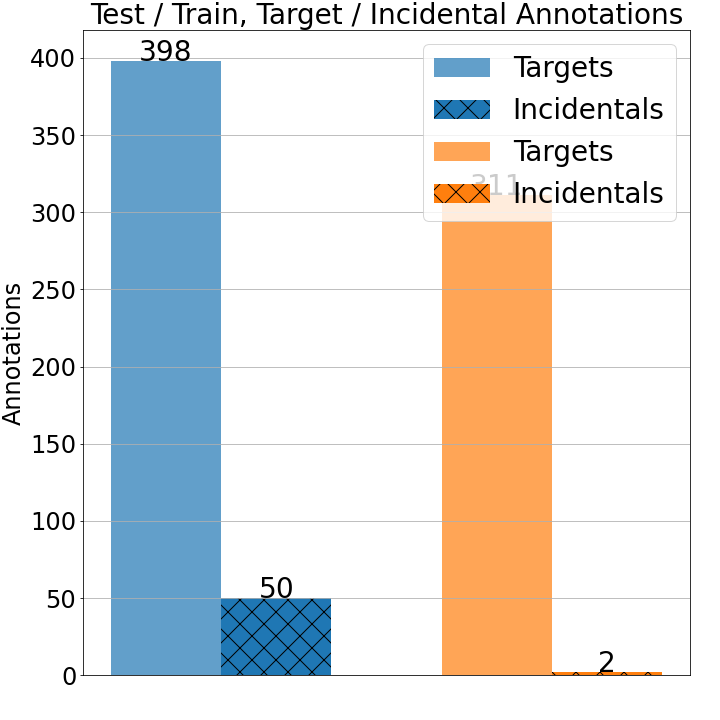 Test / Train, Target / Incidental Annotations
Annotations
400
350
300
250
200
150
100
50
0
398
50
311
2
Targets
Incidentals
Targets
Incidentals